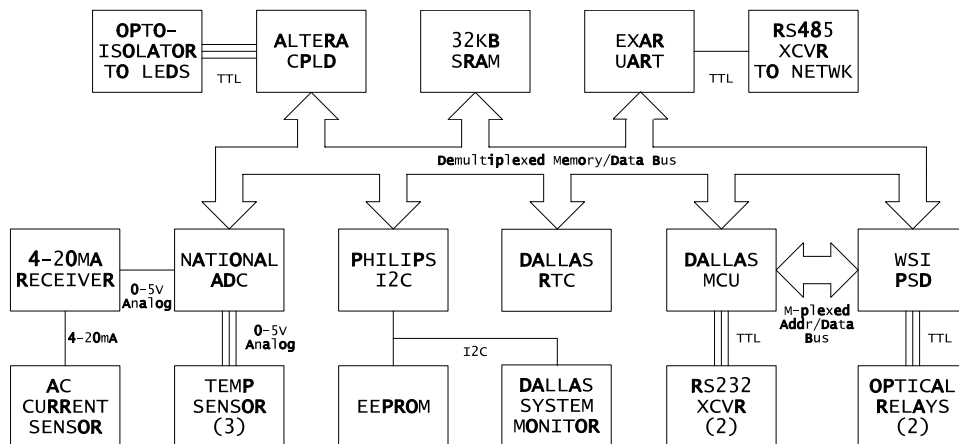 OPTO-
ISOLATOR
TO LEDS
TTL
ALTERA
CPLD
32KB
SRAM
EXAR
UART
TTL
RS485
XCVR
TO NETWK
Demultiplexed Memory/Data Bus
4-20MA
RECEIVER
0-5V
Analog
NATIONAL
ADC
PHILIPS
I2C
DALLAS
RTC
DALLAS
MCU
M-plexed
Addr/Data
Bus
WSI
PSD
4-20mA
0-5V
Analog
I2C
TTL
TTL
AC
CURRENT
SENSOR
TEMP
SENSOR
(3)
EEPROM
DALLAS
SYSTEM
MONITOR
RS232
XCVR
(2)
OPTICAL
RELAYS
(2)